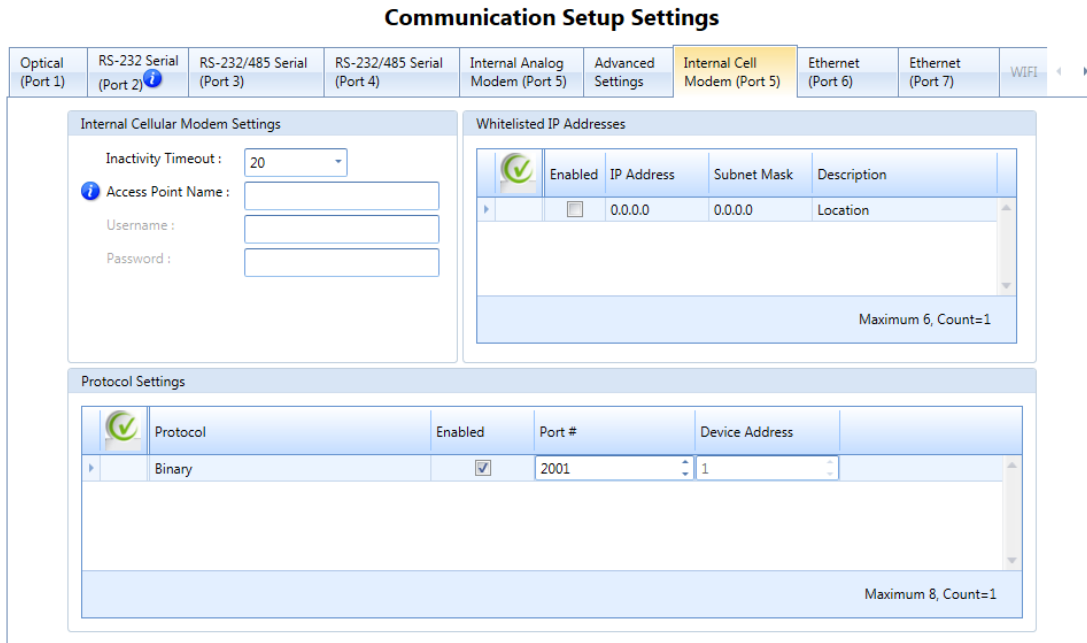 Communication Setup Settings
Optical
(Port 1)
RS-232 Serial
(Port 2)
RS-232/485 Serial
(Port 3)
RS-232/485 Serial
(Port 4)
Internal Analog
Modem (Port 5)
Advanced
Settings
Internal Cell
Modem (Port 5)
Ethernet
(Port 6)
Ethernet
(Port 7)
WIFI
Internal Cellular Modem Settings
Inactivity Timeout : 20
Access Point Name :
Username :
Password :
Whitelisted IP Addresses
Enabled IP Address Subnet Mask Description
0.0.0.0 0.0.0.0 Location
Maximum 6, Count=1
Protocol Settings
Protocol Enabled Port # Device Address
Binary 2001 1
Maximum 8, Count=1